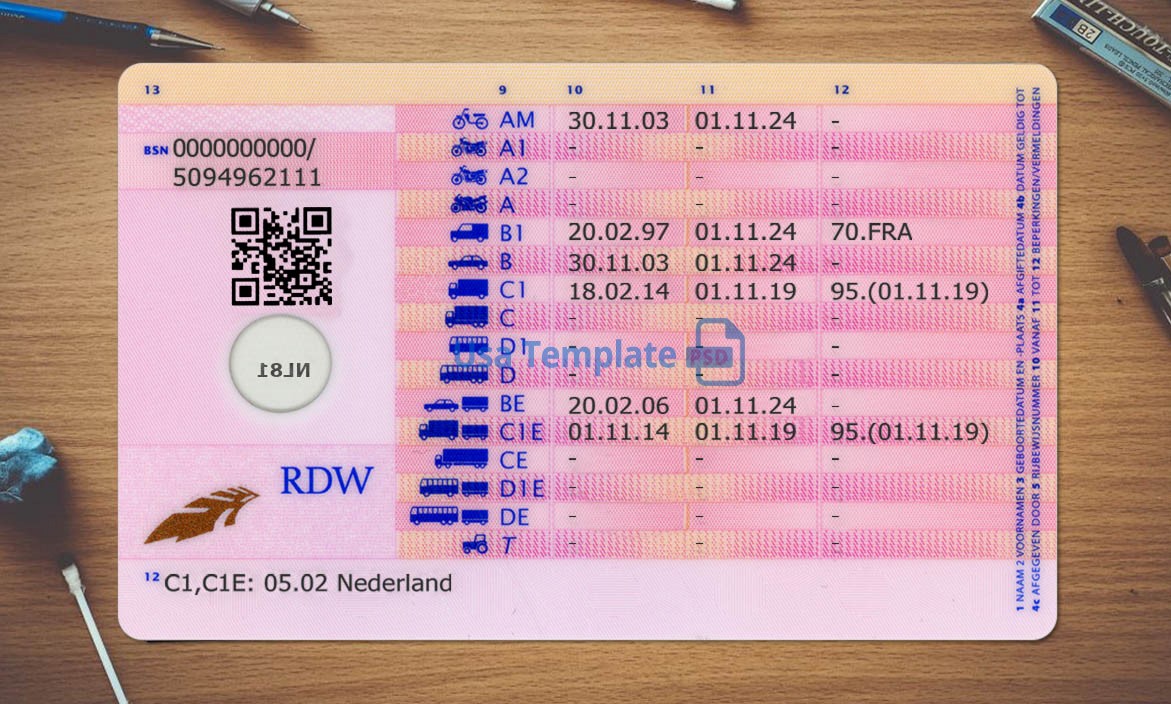 13
BSN 0000000000/
5094962111
NL81
RDW
9 10 11 12
AM 30.11.03 01.11.24 -
A1 - - -
A2 - - -
A - - -
B1 20.02.97 01.11.24 70.FRA
B 30.11.03 01.11.24 -
C1 18.02.14 01.11.19 95.(01.11.19)
C - - -
D1 - - -
D - - -
BE 20.02.06 01.11.24 -
C1E 01.11.14 01.11.19 95.(01.11.19)
CE - - -
D1E - - -
DE - - -
T - - -
Usa Template PSD
12 C1,C1E: 05.02 Nederland
1 NAAM 2 VOORNAMEN 3 GEBOORTEDATUM EN -PLAATS 4a AFGIFTEDATUM 4b DATUM GELDIG TOT
4c AFGEGEVEN DOOR 5 RIJBEWIJSNUMMER 10 VANAF 11 TOT 12 BEPERKINGEN/VERMELDINGEN
2B